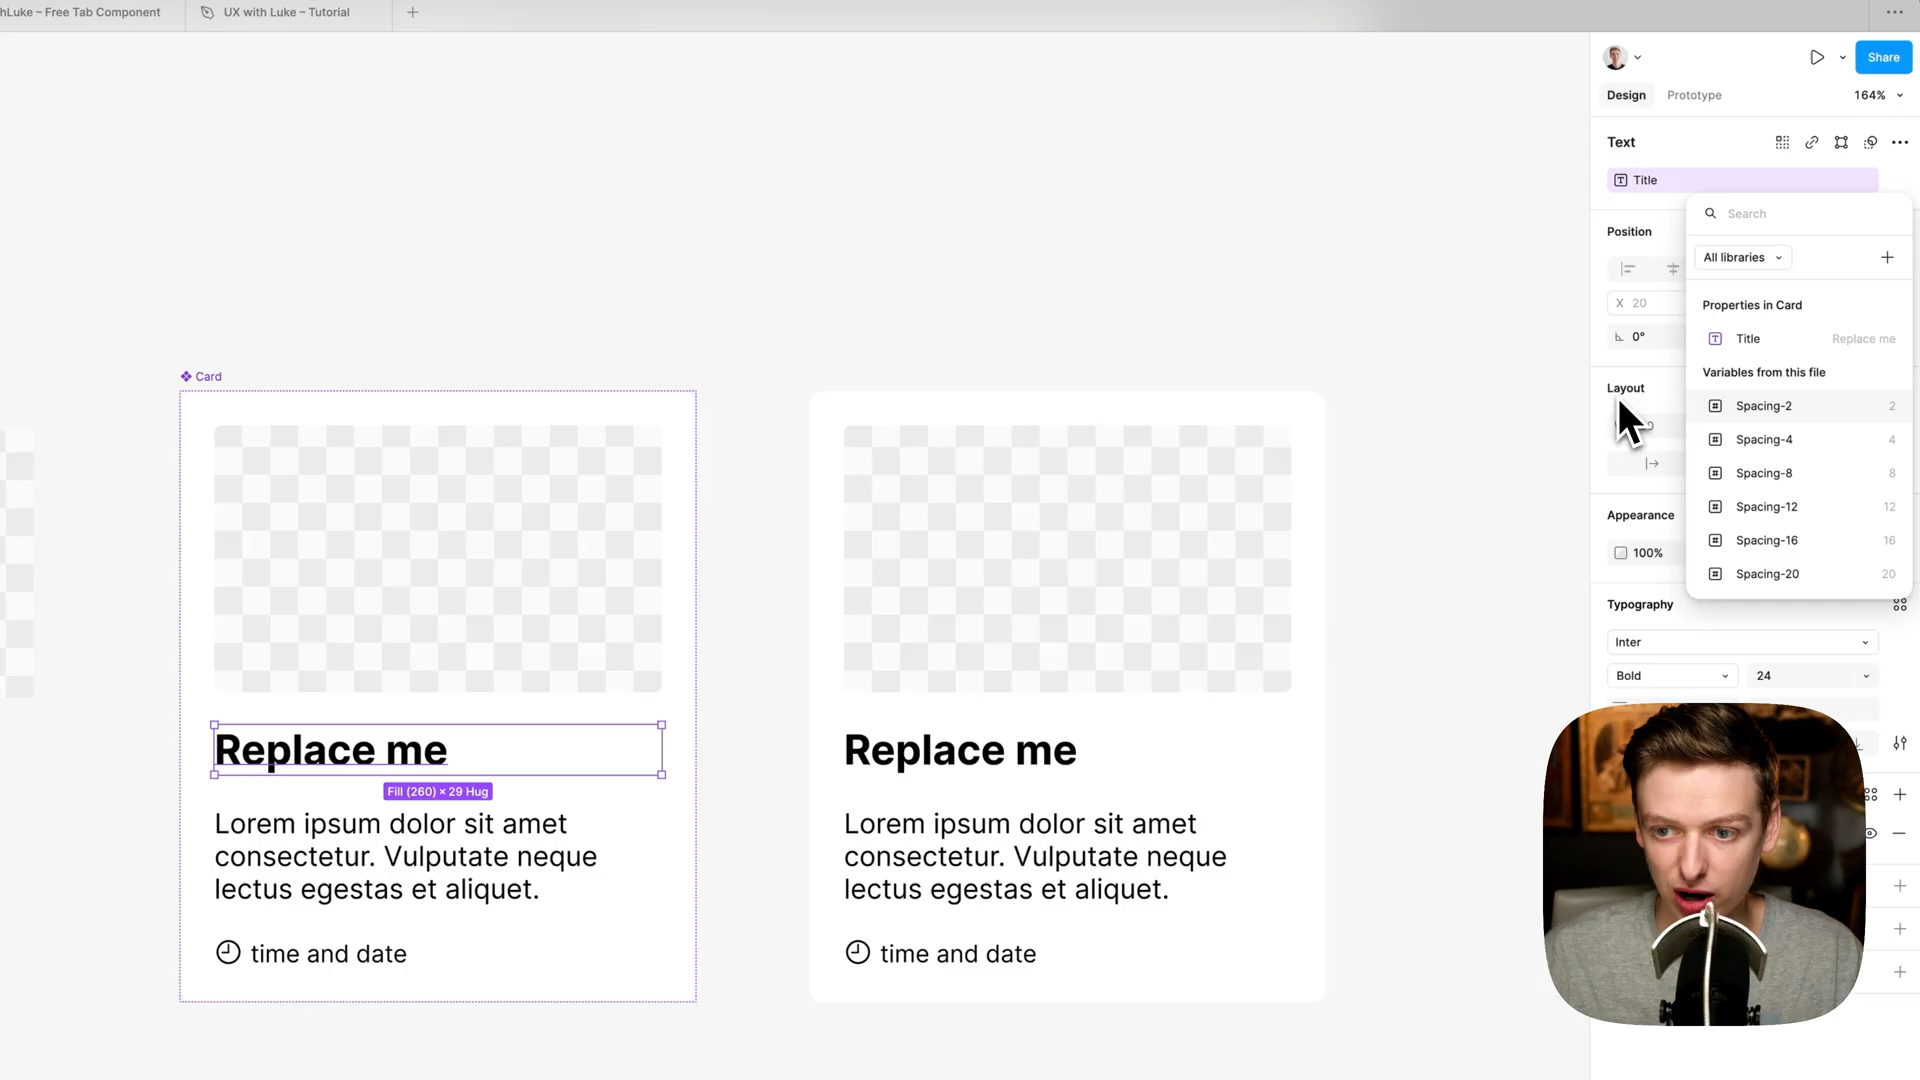 hLuke – Free Tab Component
UX with Luke – Tutorial
Share
Design
Prototype
164%
Text
Title
Search
Position
All libraries
X 20
Properties in Card
0°
Title
Replace me
Variables from this file
Layout
Spacing-2
2
Spacing-4
4
Spacing-8
8
Spacing-12
12
Appearance
Spacing-16
16
100%
Spacing-20
20
Typography
Inter
Bold
24
Card
Replace me
Fill (260) × 29 Hug
Lorem ipsum dolor sit amet
consectetur. Vulputate neque
lectus egestas et aliquet.
time and date
Replace me
Lorem ipsum dolor sit amet
consectetur. Vulputate neque
lectus egestas et aliquet.
time and date